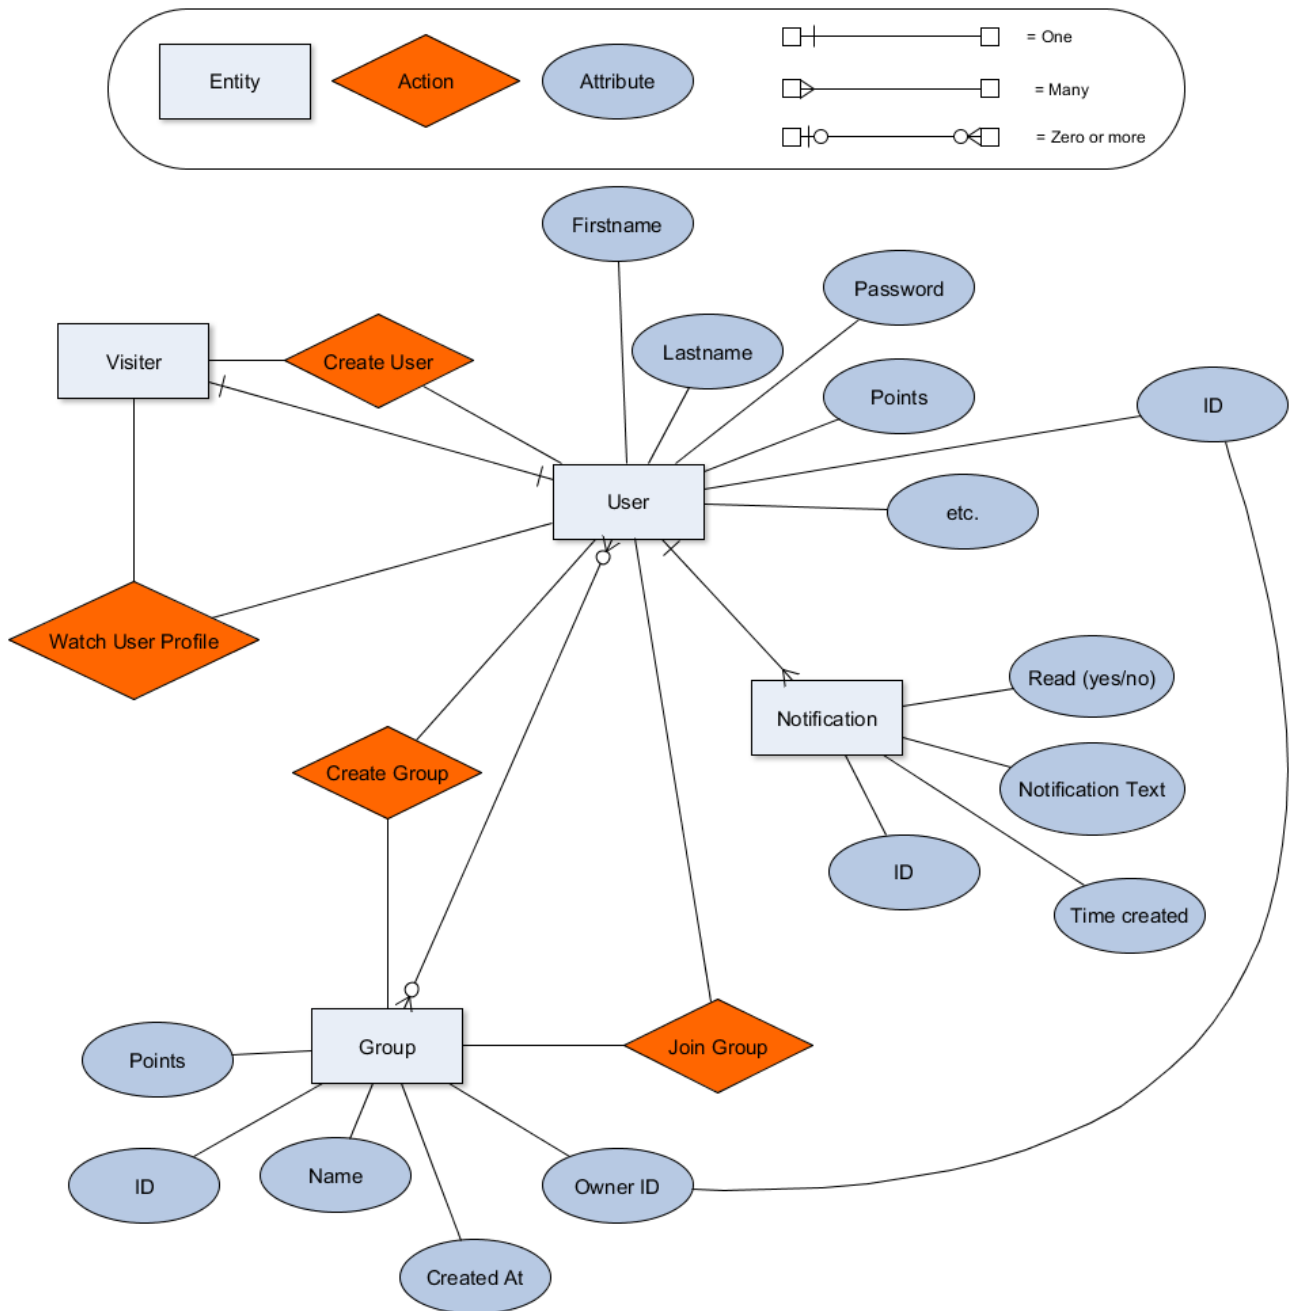 Entity
Action
Attribute
= One
= Many
= Zero or more
Firstname
Password
Lastname
Visiter
Create User
Points
ID
User
etc.
Watch User Profile
Read (yes/no)
Notification
Create Group
Notification Text
ID
Time created
Group
Join Group
Points
Name
ID
Owner ID
Created At